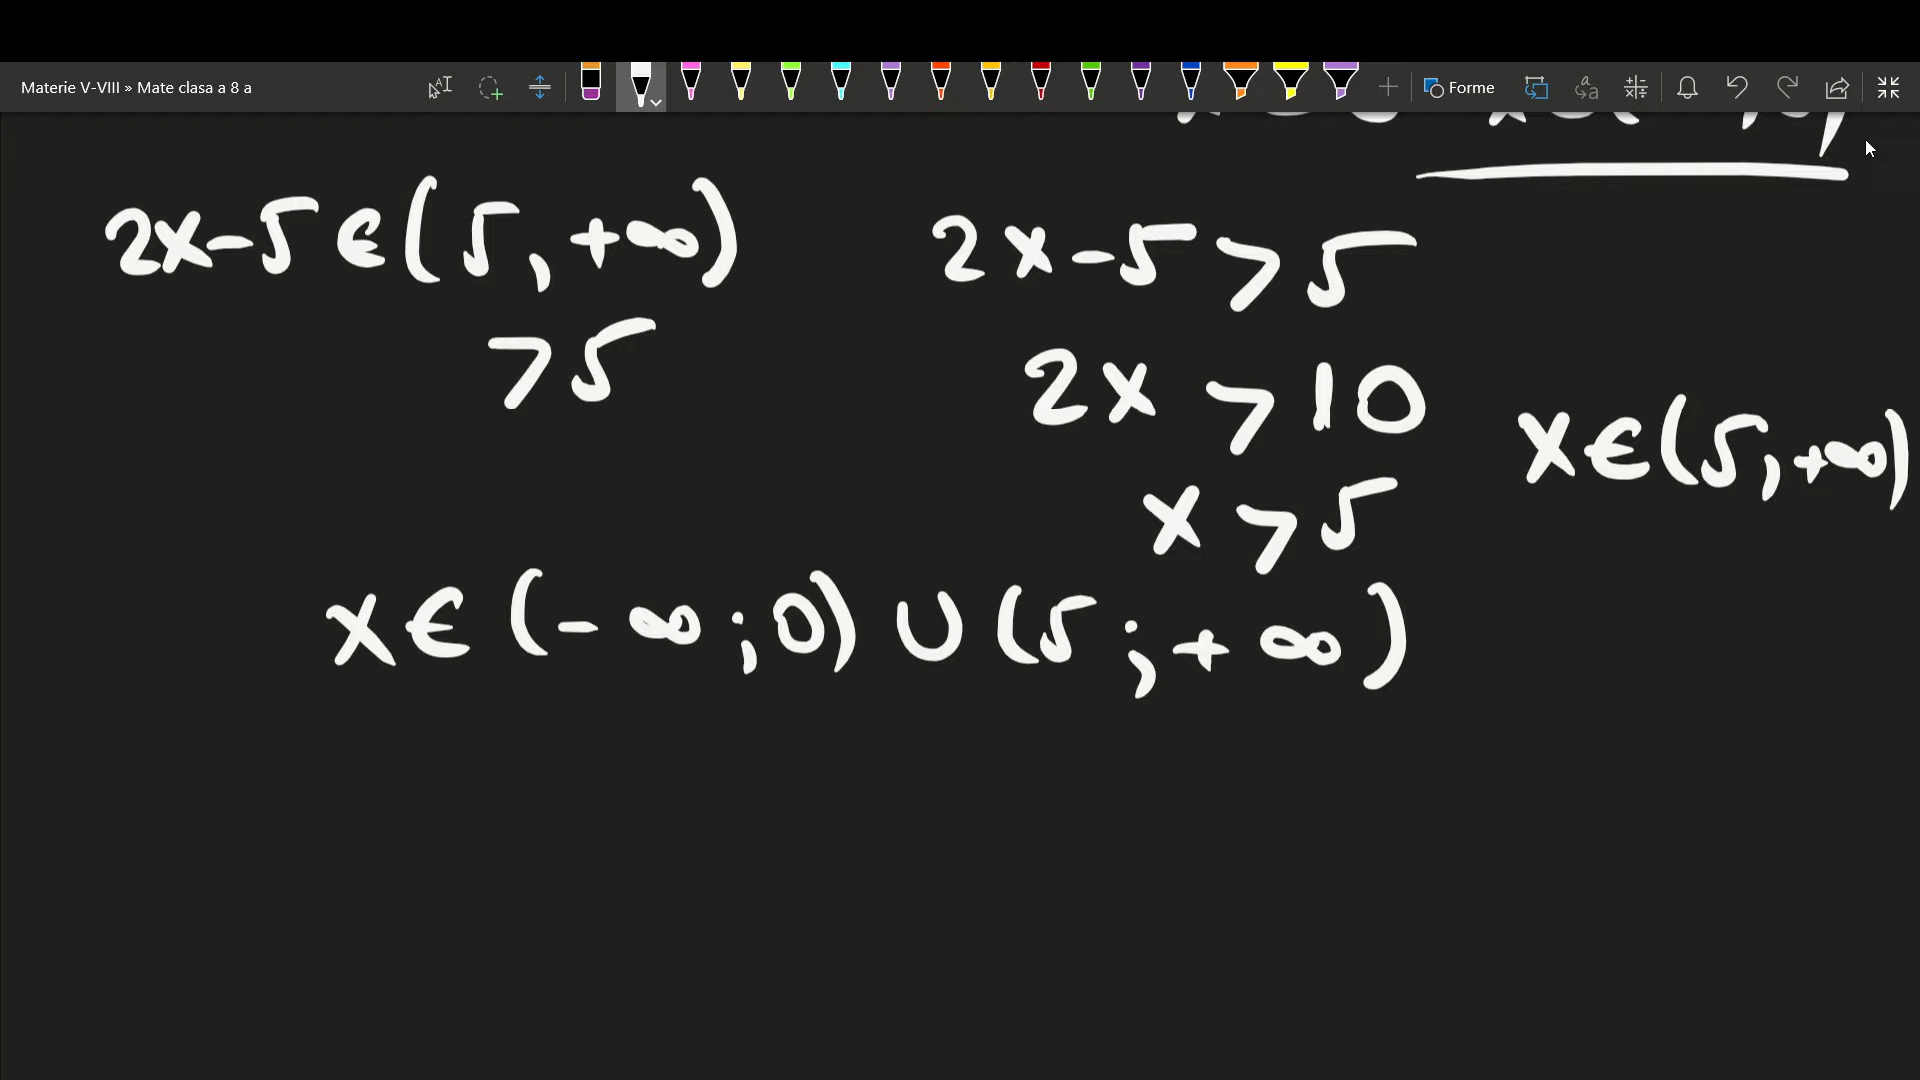 Materie V-VIII » Mate clasa a 8 a
Forme
2x-5∈(5,+∞)
>5
2x-5>5
2x>10
x>5
x∈(5;+∞)
x∈(-∞;0)∪(5;+∞)